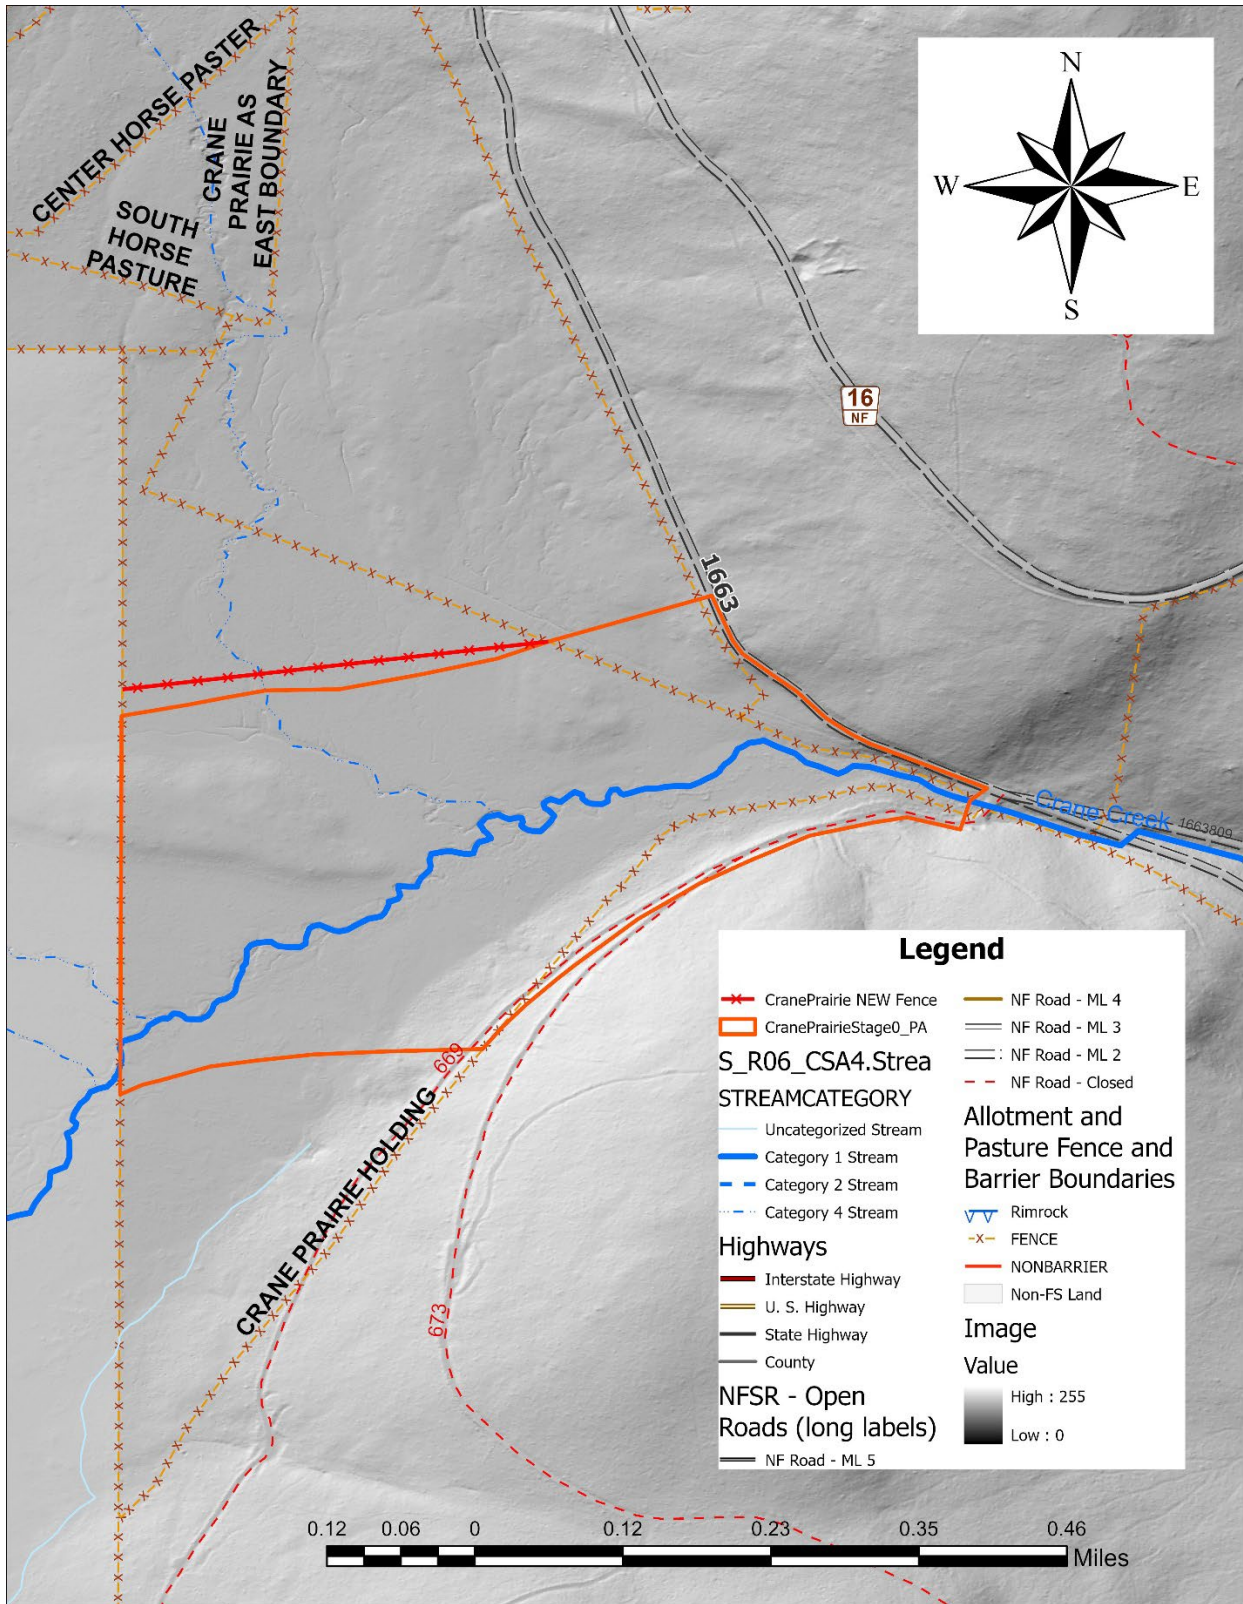 CENTER HORSE PASTER
CRANE
PRAIRIE AS
EAST BOUNDARY
SOUTH
HORSE
PASTURE
N
W
E
S
16
NF
1663
Crane Creek
1663809
669
CRANE PRAIRIE HOLDING
673
Legend
CranePrairie NEW Fence
CranePrairieStage0_PA
S_R06_CSA4.Strea
STREAMCATEGORY
Uncategorized Stream
Category 1 Stream
Category 2 Stream
Category 4 Stream
Highways
Interstate Highway
U. S. Highway
State Highway
County
NFSR - Open
Roads (long labels)
NF Road - ML 5
NF Road - ML 4
NF Road - ML 3
NF Road - ML 2
NF Road - Closed
Allotment and
Pasture Fence and
Barrier Boundaries
Rimrock
FENCE
NONBARRIER
Non-FS Land
Image
Value
High : 255
Low : 0
0.12 0.06 0 0.12 0.23 0.35 0.46
Miles